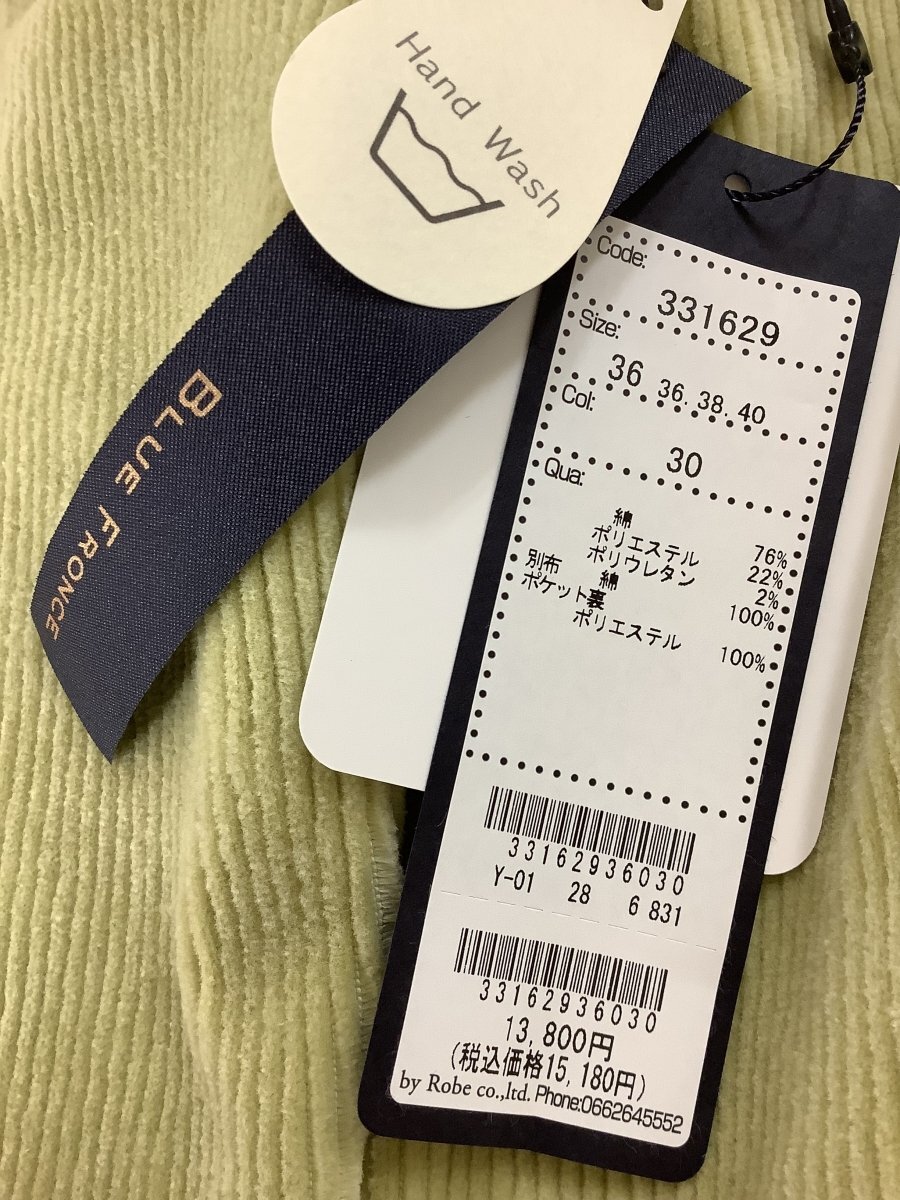 Hand Wash
BLUE FRONCE
Code:
331629
Size:
36 36. 38. 40
Col:
30
Qua:
綿 76%
ポリエステル 22%
ポリウレタン 2%
別布 綿 100%
ポケット裏
ポリエステル 100%
33162936030
Y-01 28 6 831
33162936030
13,800円
(税込価格15,180円)
by Robe co.,ltd. Phone:0662645552